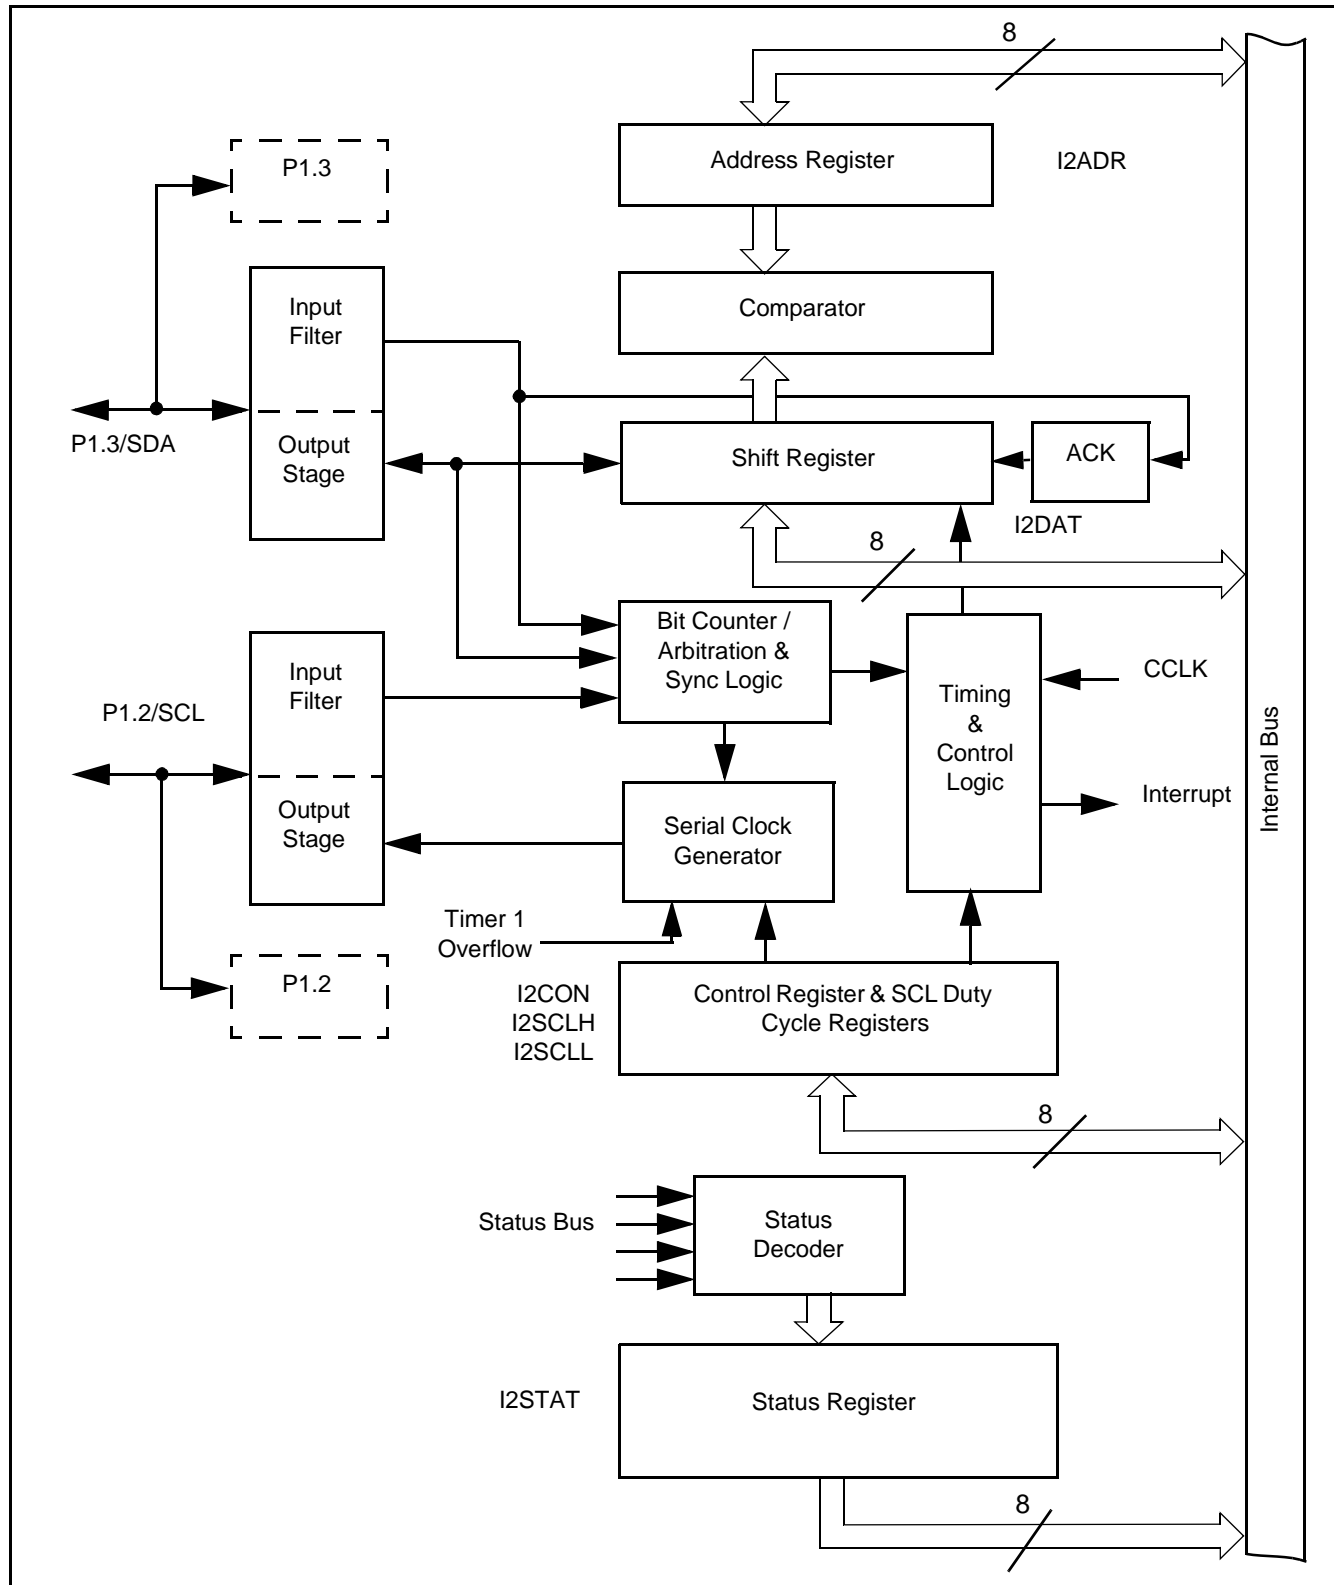 8
P1.3
Address Register
I2ADR
Input
Filter
Comparator
P1.3/SDA
Output
Stage
Shift Register
ACK
I2DAT
8
Bit Counter /
Arbitration &
Sync Logic
Input
Filter
P1.2/SCL
Timing
&
Control
Logic
CCLK
Interrupt
Internal Bus
Output
Stage
Serial Clock
Generator
Timer 1
Overflow
P1.2
I2CON
I2SCLH
I2SCLL
Control Register & SCL Duty
Cycle Registers
8
Status Bus
Status
Decoder
I2STAT
Status Register
8